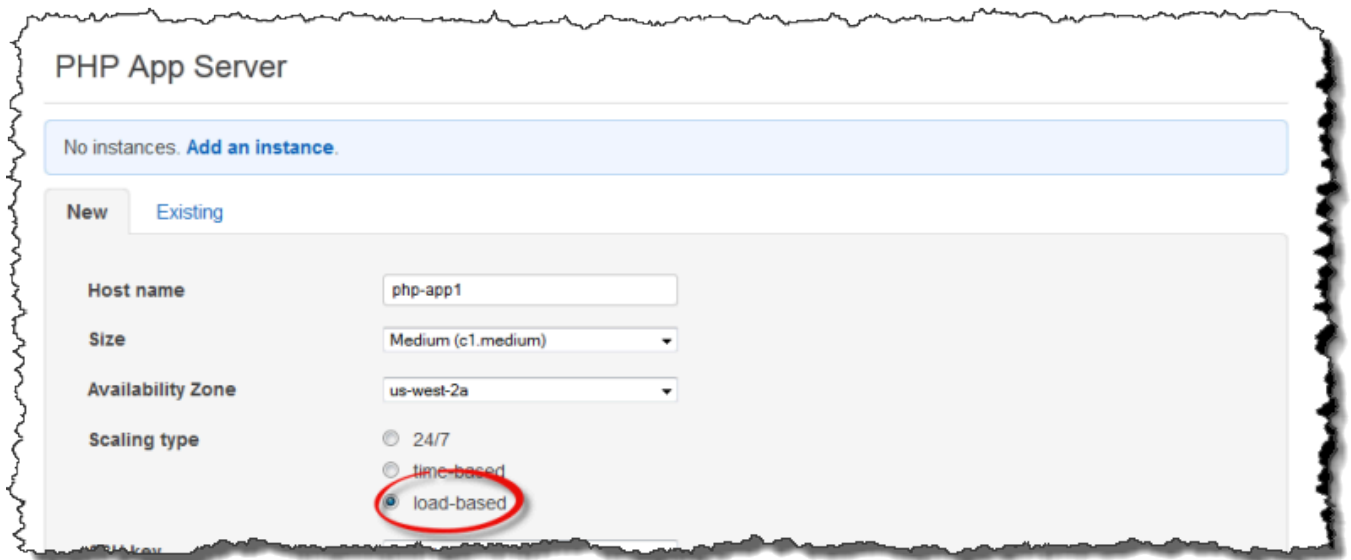 PHP App Server
No instances. Add an instance.
New Existing
Host name php-app1
Size Medium (c1.medium)
Availability Zone us-west-2a
Scaling type 24/7
time-based
load-based
key